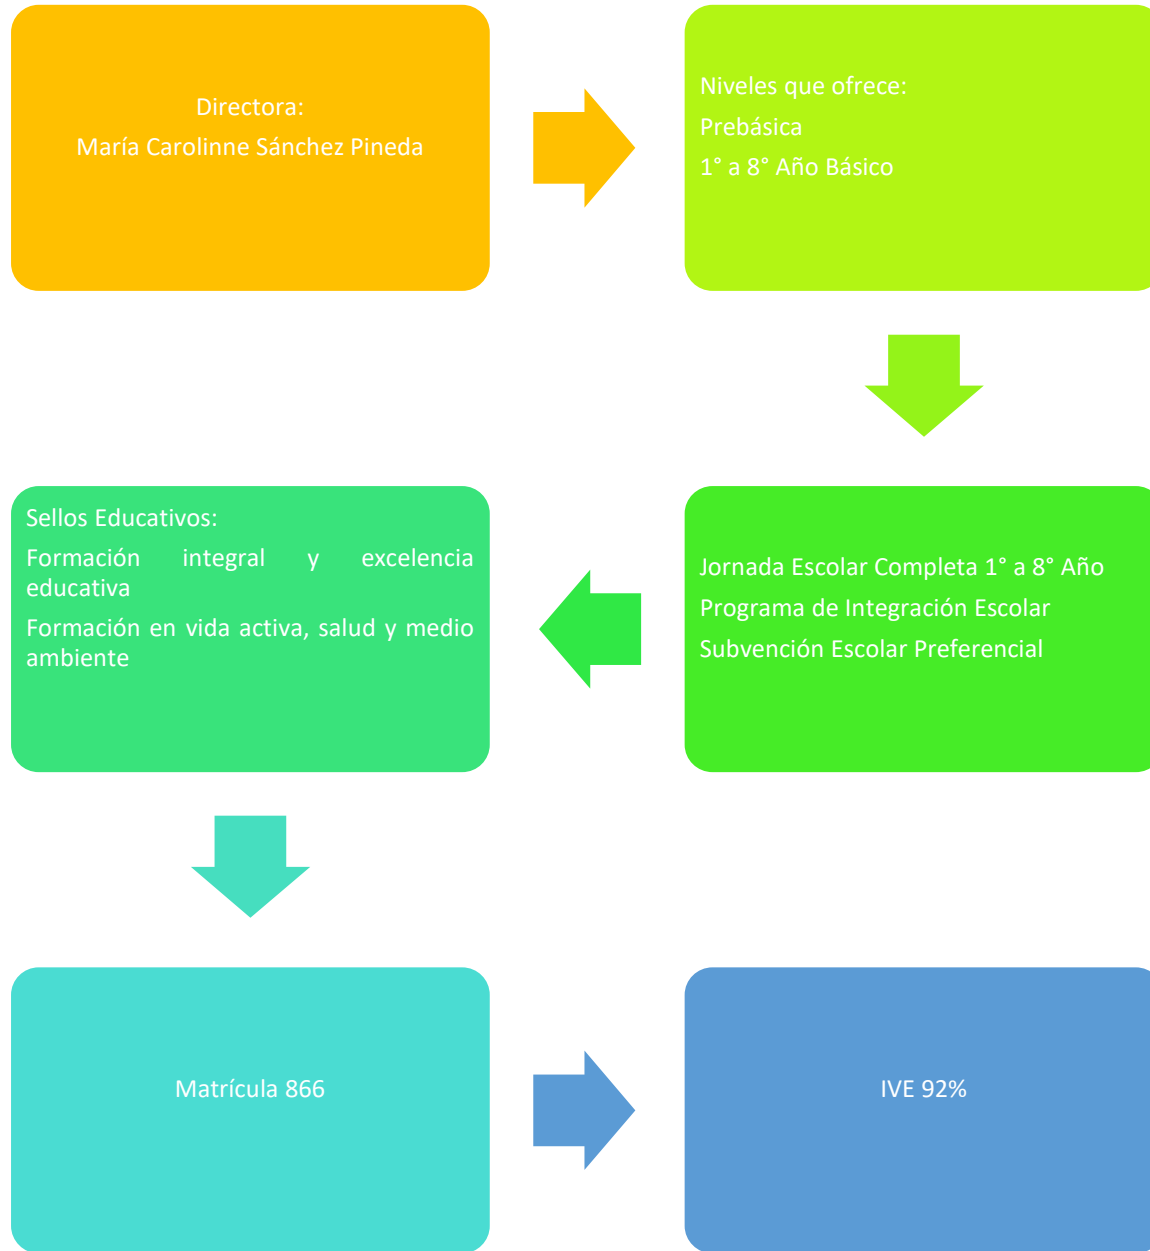 Directora:
María Carolinne Sánchez Pineda
Niveles que ofrece:
Prebásica
1° a 8° Año Básico
Jornada Escolar Completa 1° a 8° Año
Programa de Integración Escolar
Subvención Escolar Preferencial
Sellos Educativos:
Formación integral y excelencia
educativa
Formación en vida activa, salud y medio
ambiente
Matrícula 866
IVE 92%